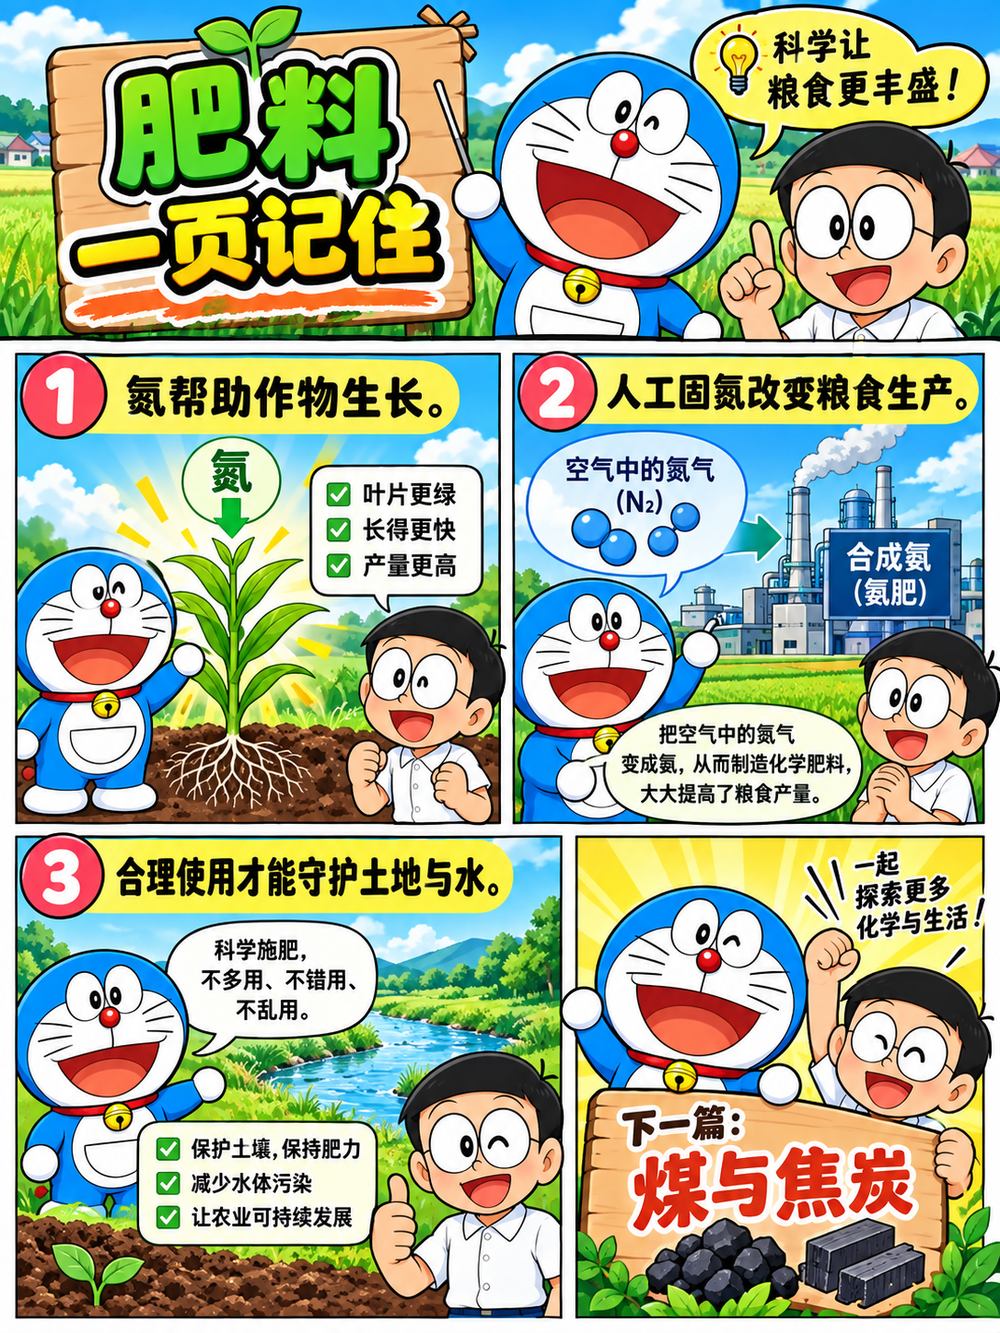 肥料
一页记住
科学让
粮食更丰盛！
1 氮帮助作物生长。
氮
叶片更绿
长得更快
产量更高
2 人工固氮改变粮食生产。
空气中的氮气
(N₂)
合成氨
(氨肥)
把空气中的氮气
变成氨，从而制造化学肥料，
大大提高了粮食产量。
3 合理使用才能守护土地与水。
科学施肥，
不多用、不错用、
不乱用。
保护土壤，保持肥力
减少水体污染
让农业可持续发展
一起
探索更多
化学与生活！
下一篇：
煤与焦炭